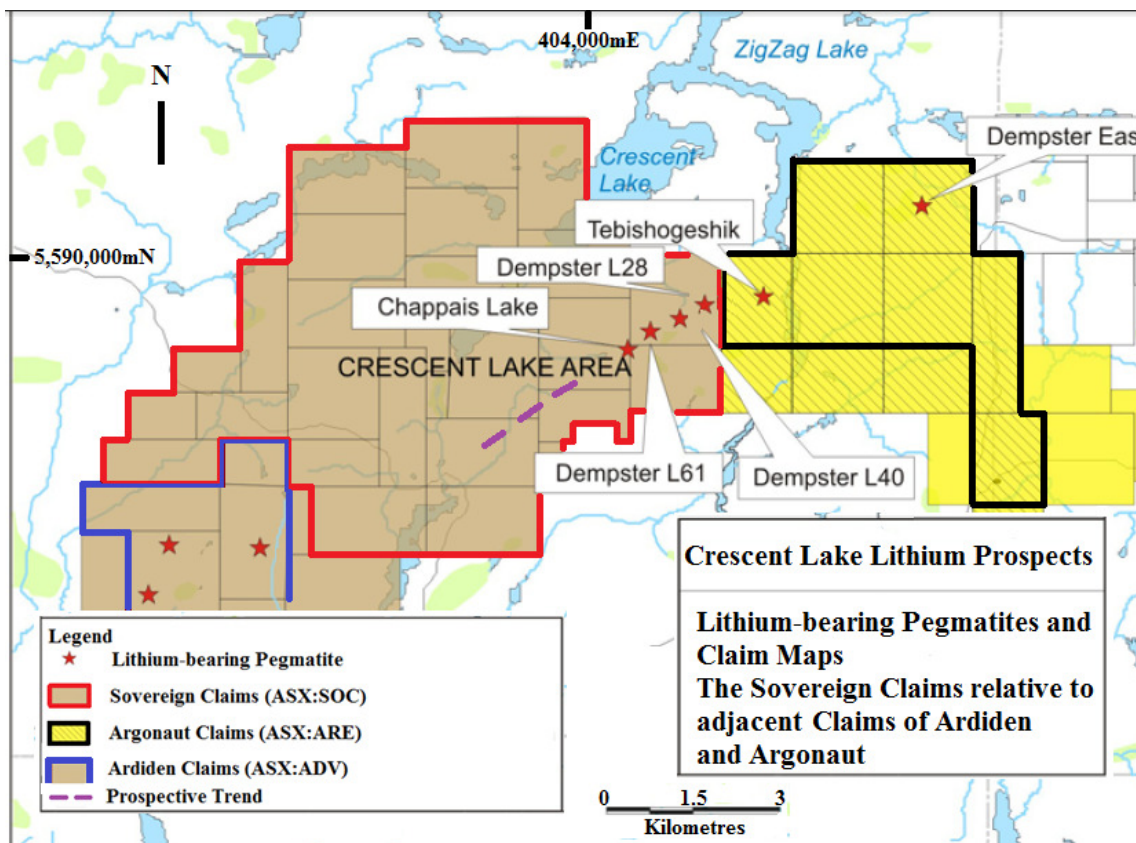 404,000mE
ZigZag Lake
N
Dempster Eas
Crescent
Lake
Tebishogeshik
5,590,000mN
Dempster L28
Chappais Lake
CRESCENT LAKE AREA
Dempster L61
Dempster L40
Crescent Lake Lithium Prospects
Lithium-bearing Pegmatites and
Claim Maps
The Sovereign Claims relative to
adjacent Claims of Ardiden
and Argonaut
Legend
Lithium-bearing Pegmatite
Sovereign Claims (ASX:SOC)
Argonaut Claims (ASX:ARE)
Ardiden Claims (ASX:ADV)
Prospective Trend
0 1.5 3
Kilometres